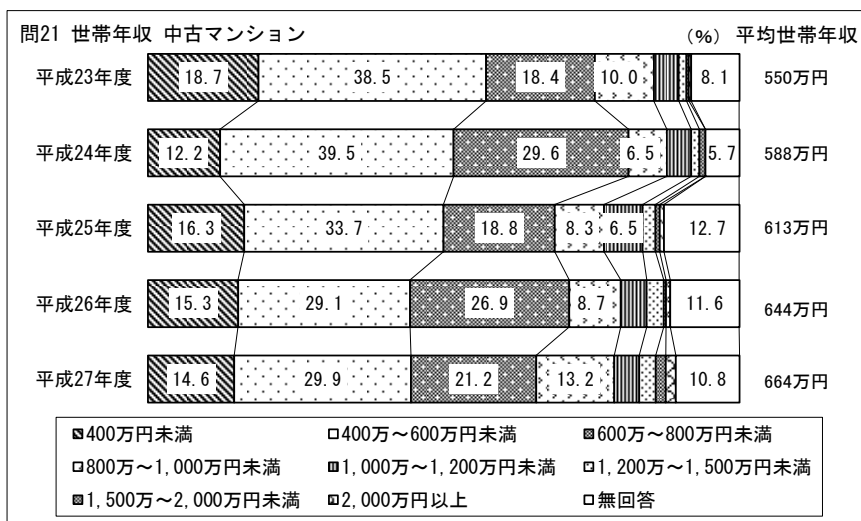 問21 世帯年収 中古マンション (%) 平均世帯年収
平成23年度 18.7 38.5 18.4 10.0 8.1 550万円
平成24年度 12.2 39.5 29.6 6.5 5.7 588万円
平成25年度 16.3 33.7 18.8 8.3 6.5 12.7 613万円
平成26年度 15.3 29.1 26.9 8.7 11.6 644万円
平成27年度 14.6 29.9 21.2 13.2 10.8 664万円
400万円未満 400万～600万円未満 600万～800万円未満
800万～1,000万円未満 1,000万～1,200万円未満 1,200万～1,500万円未満
1,500万～2,000万円未満 2,000万円以上 無回答